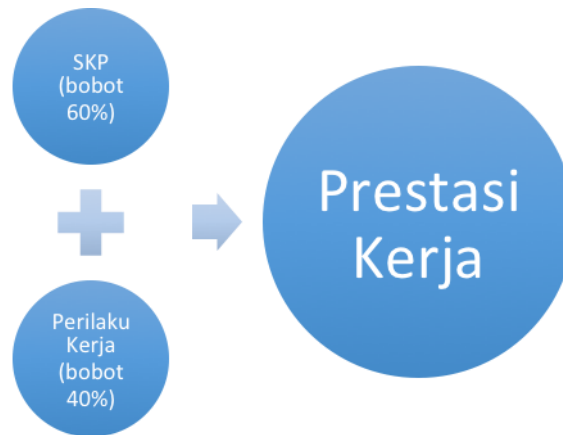 SKP
(bobot
60%)
Perilaku
Kerja
(bobot
40%)
Prestasi
Kerja